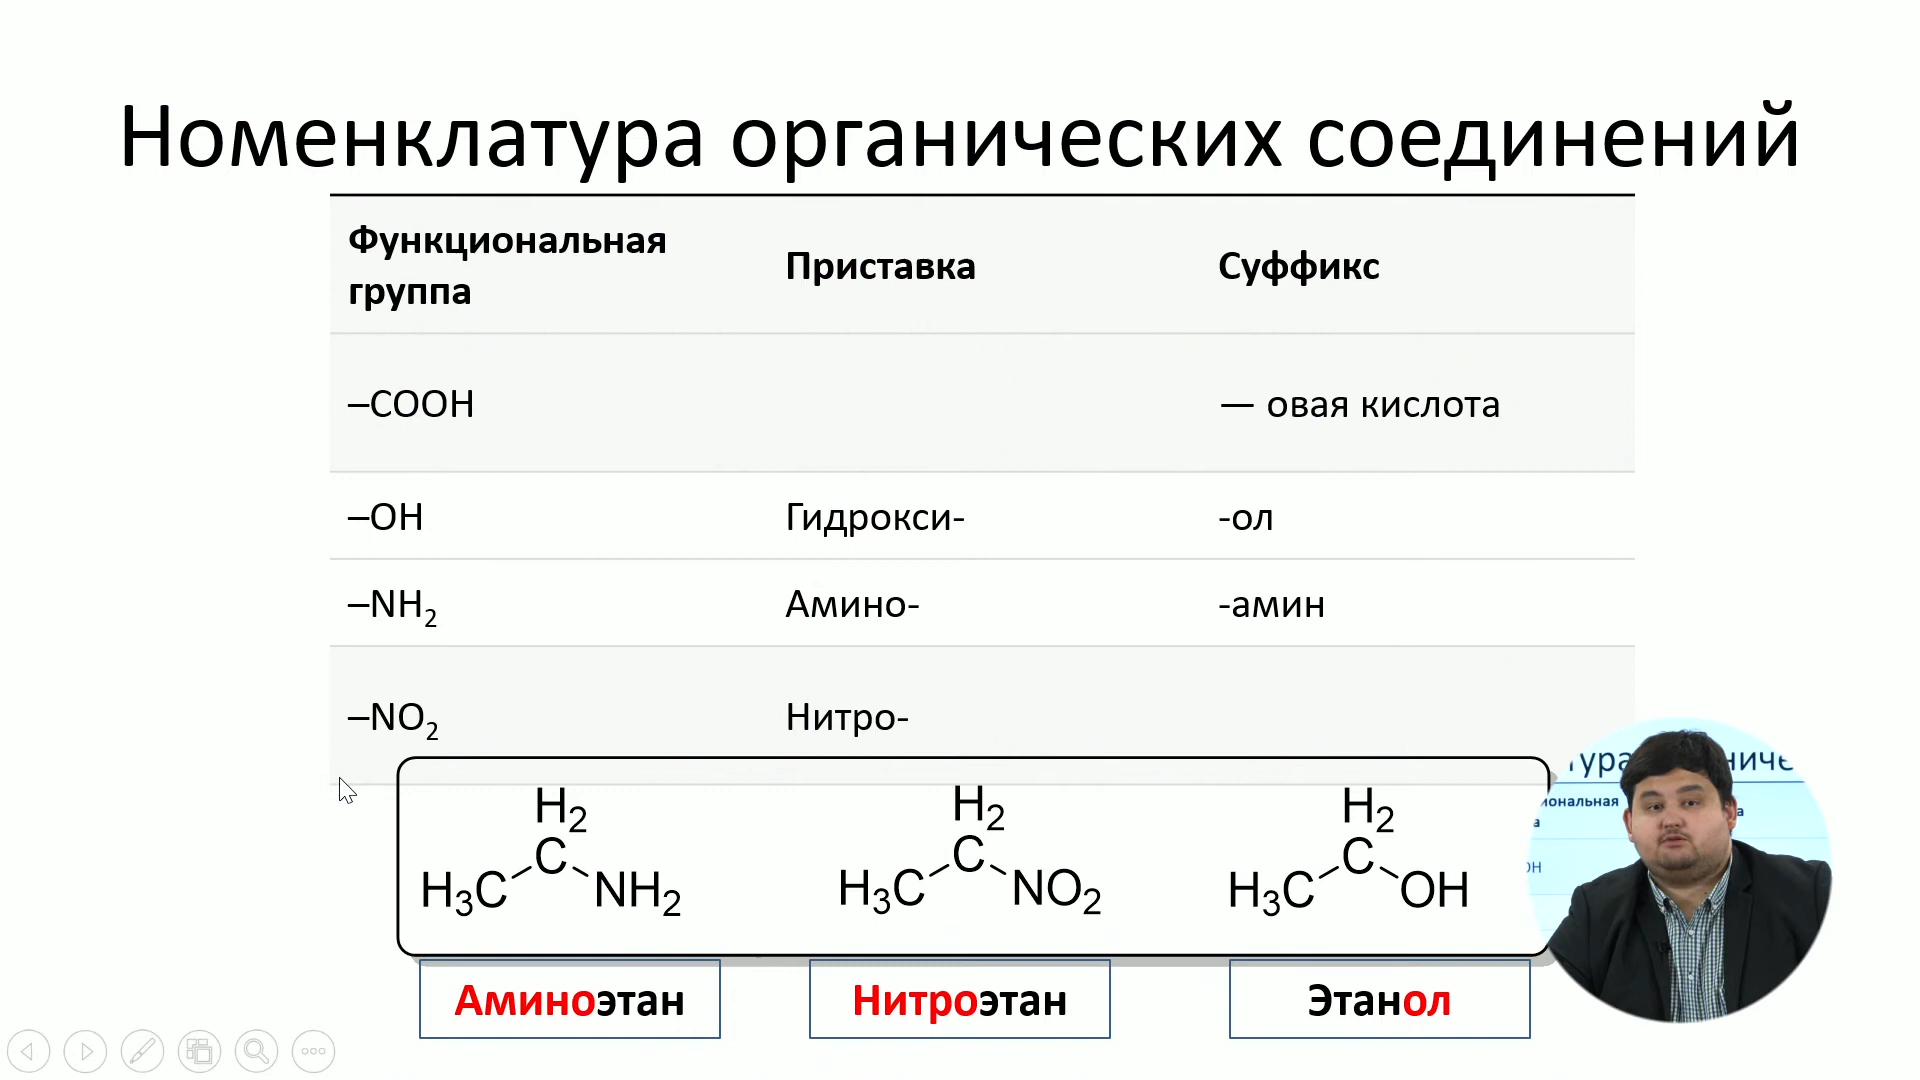 Номенклатура органических соединений
Функциональная
группа
Приставка
Суффикс
–COOH
— овая кислота
–OH
Гидрокси-
-ол
–NH₂
Амино-
-амин
–NO₂
Нитро-
H₂
C
H₃C
NH₂
H₂
C
H₃C
NO₂
H₂
C
H₃C
OH
Аминоэтан
Нитроэтан
Этанол